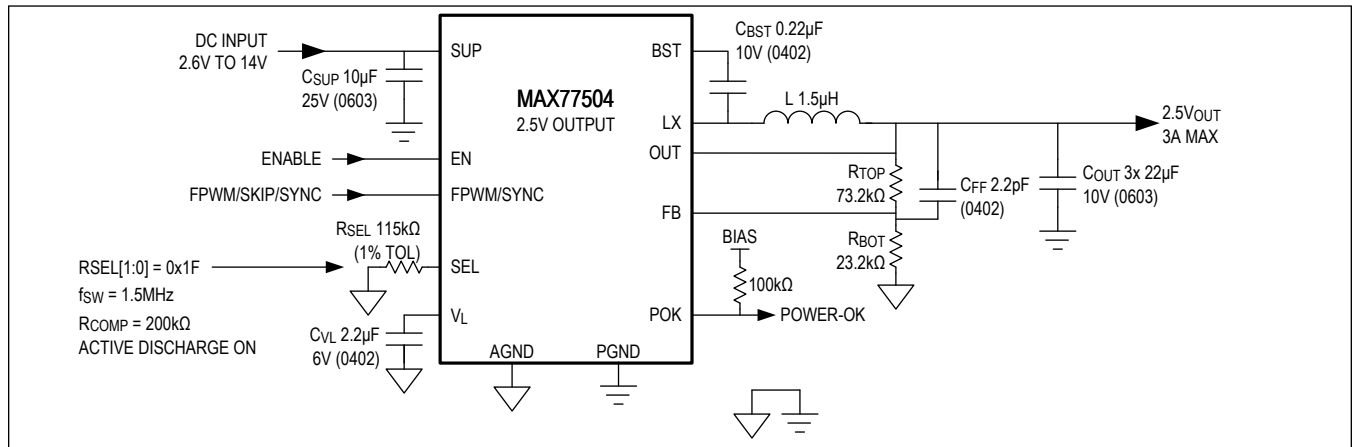 DC INPUT
2.6V TO 14V
CSUP 10µF
25V (0603)
SUP
BST
CBST 0.22µF
10V (0402)
MAX77504
2.5V OUTPUT
LX
L 1.5µH
2.5VOUT
3A MAX
OUT
ENABLE
EN
FPWM/SKIP/SYNC
FPWM/SYNC
RTOP
73.2kΩ
CFF 2.2pF
(0402)
COUT 3x 22µF
10V (0603)
FB
RSEL 115kΩ
(1% TOL)
SEL
BIAS
RBOT
23.2kΩ
100kΩ
RSEL[1:0] = 0x1F
fSW = 1.5MHz
RCOMP = 200kΩ
ACTIVE DISCHARGE ON
VL
CVL 2.2µF
6V (0402)
POK
POWER-OK
AGND
PGND